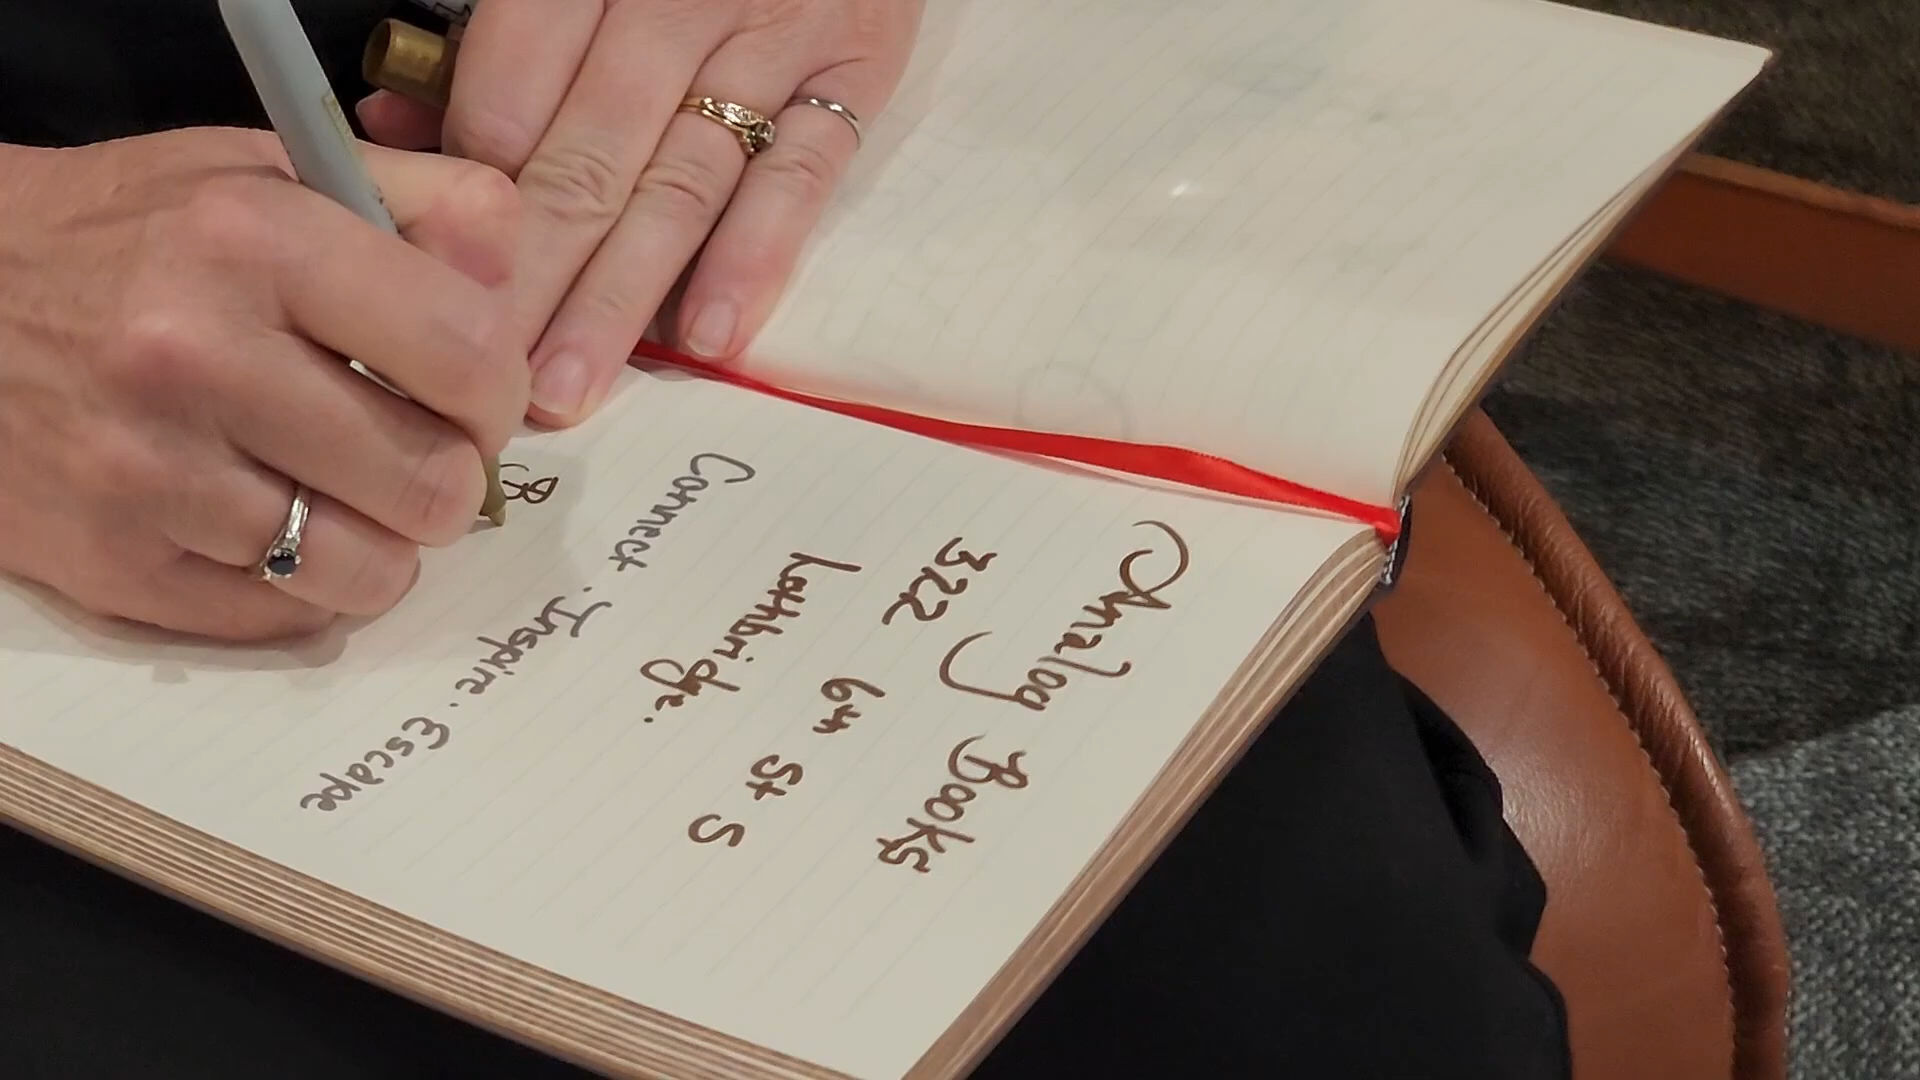 Analog Books
322 6th St S
Lethbridge.
Connect. Inspire. Escape